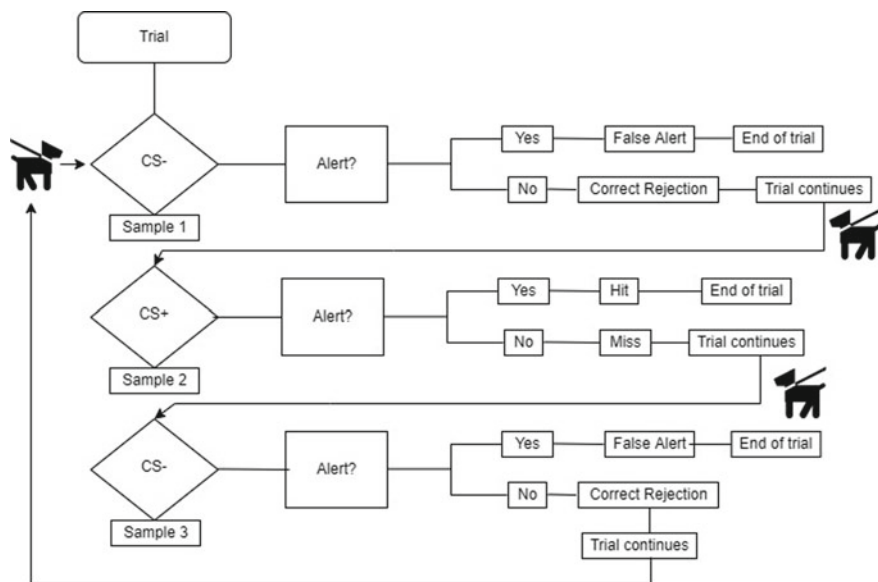 Trial
CS-
Alert?
Yes
False Alert
End of trial
No
Correct Rejection
Trial continues
Sample 1
CS+
Alert?
Yes
Hit
End of trial
No
Miss
Trial continues
Sample 2
CS-
Alert?
Yes
False Alert
End of trial
No
Correct Rejection
Sample 3
Trial continues